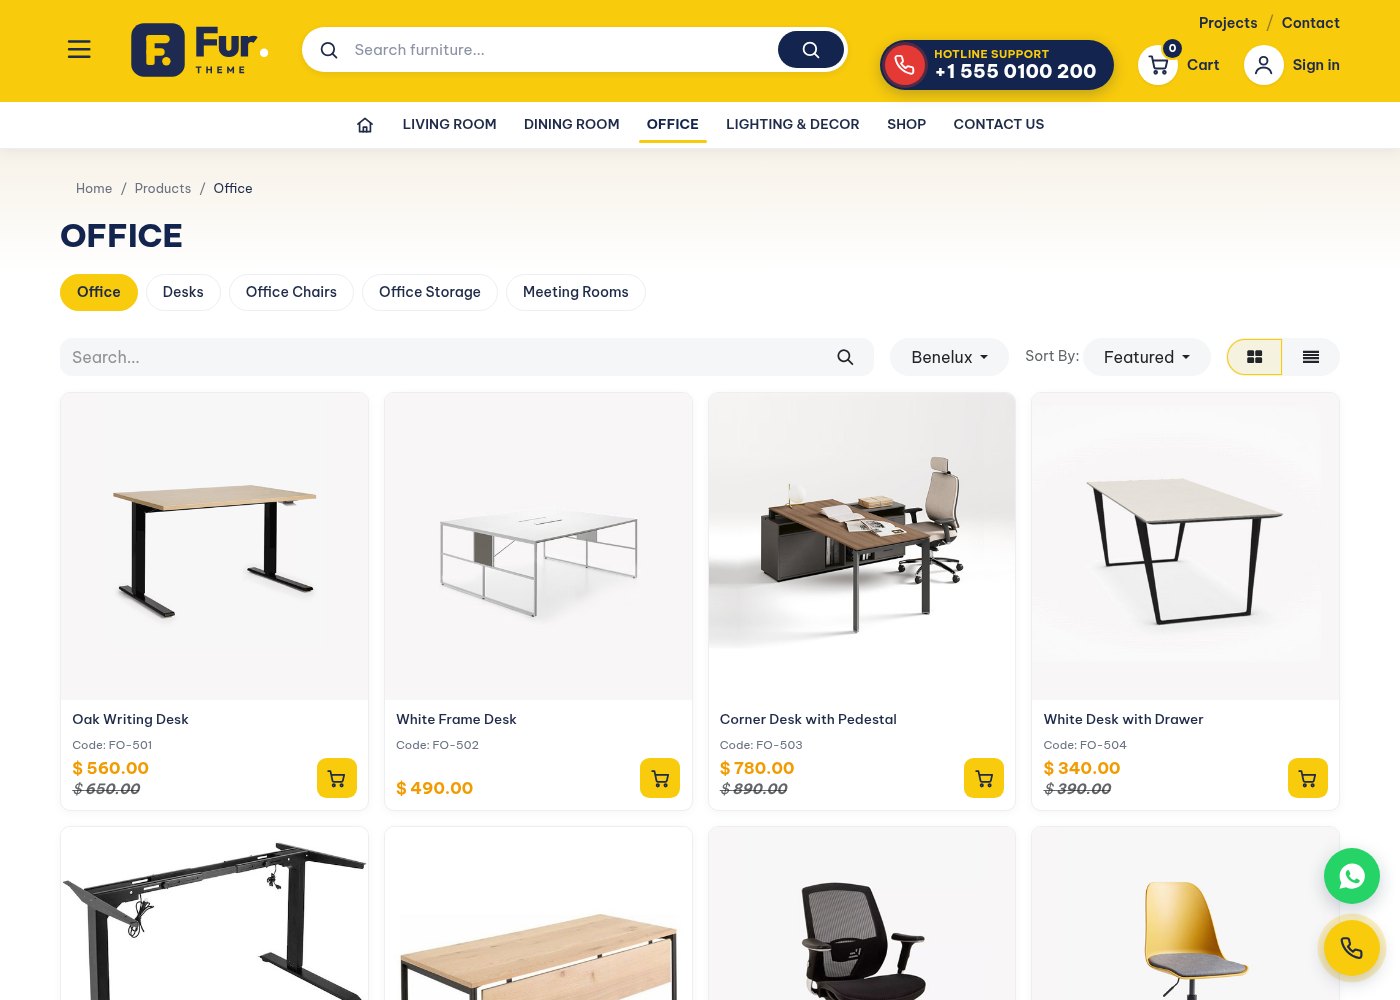 Projects / Contact
Fur.
THEME
Search furniture...
HOTLINE SUPPORT
+1 555 0100 200
0
Cart
Sign in
LIVING ROOM
DINING ROOM
OFFICE
LIGHTING & DECOR
SHOP
CONTACT US
Home / Products / Office
OFFICE
Office
Desks
Office Chairs
Office Storage
Meeting Rooms
Search...
Benelux
Sort By:
Featured
Oak Writing Desk
Code: FO-501
$ 560.00
$ 650.00
White Frame Desk
Code: FO-502
$ 490.00
Corner Desk with Pedestal
Code: FO-503
$ 780.00
$ 890.00
White Desk with Drawer
Code: FO-504
$ 340.00
$ 390.00